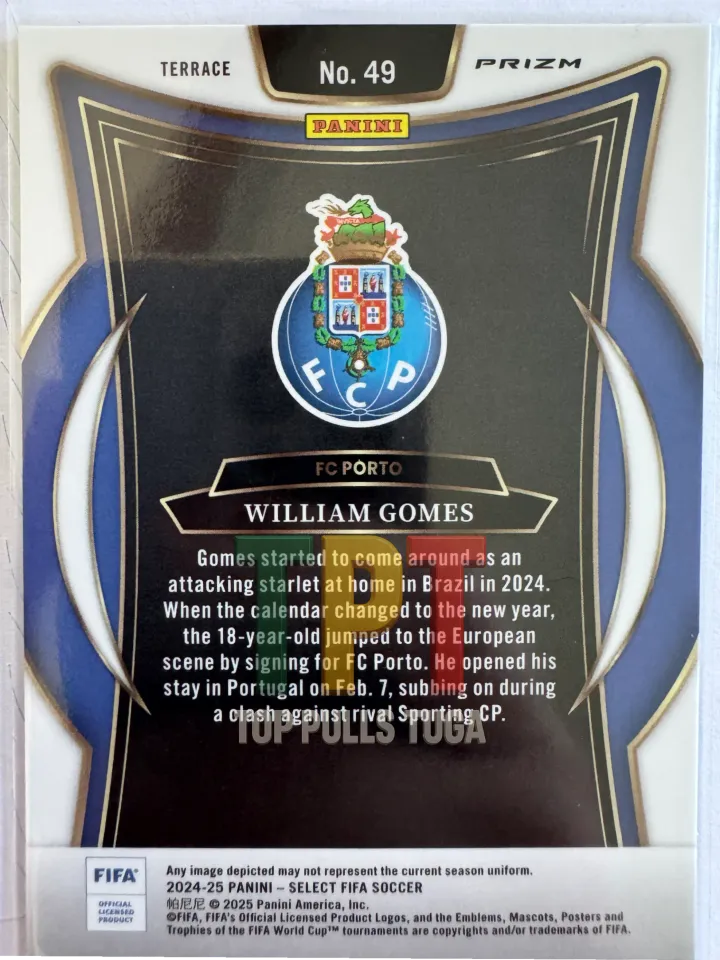 TERRACE
No. 49
PRIZM
PANINI
INVICTA
FCP
FC PORTO
WILLIAM GOMES
Gomes started to come around as an
attacking starlet at home in Brazil in 2024.
When the calendar changed to the new year,
the 18-year-old jumped to the European
scene by signing for FC Porto. He opened his
stay in Portugal on Feb. 7, subbing on during
a clash against rival Sporting CP.
TPT
TOP PULLS TUGA
FIFA®
OFFICIAL
LICENSED
PRODUCT
Any image depicted may not represent the current season uniform.
2024-25 PANINI – SELECT FIFA SOCCER
帕尼尼 © 2025 Panini America, Inc.
©FIFA, FIFA's Official Licensed Product Logos, and the Emblems, Mascots, Posters and
Trophies of the FIFA World Cup™ tournaments are copyrights and/or trademarks of FIFA.